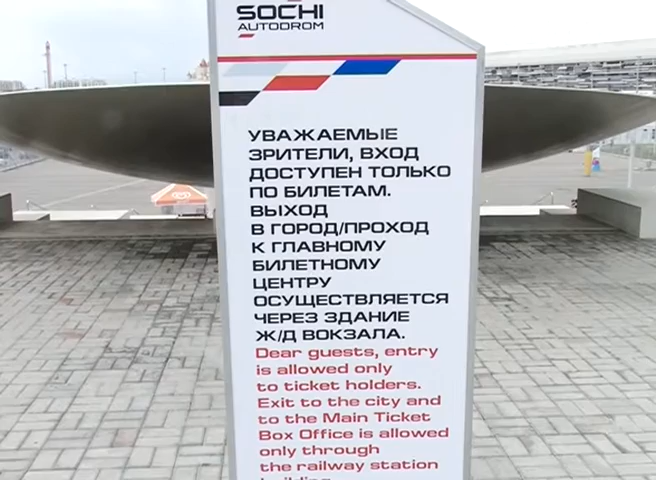 SOCHI
AUTODROM
УВАЖАЕМЫЕ
ЗРИТЕЛИ, ВХОД
ДОСТУПЕН ТОЛЬКО
ПО БИЛЕТАМ.
ВЫХОД
В ГОРОД/ПРОХОД
К ГЛАВНОМУ
БИЛЕТНОМУ
ЦЕНТРУ
ОСУЩЕСТВЛЯЕТСЯ
ЧЕРЕЗ ЗДАНИЕ
Ж/Д ВОКЗАЛА.
Dear guests, entry
is allowed only
to ticket holders.
Exit to the city and
to the Main Ticket
Box Office is allowed
only through
the railway station